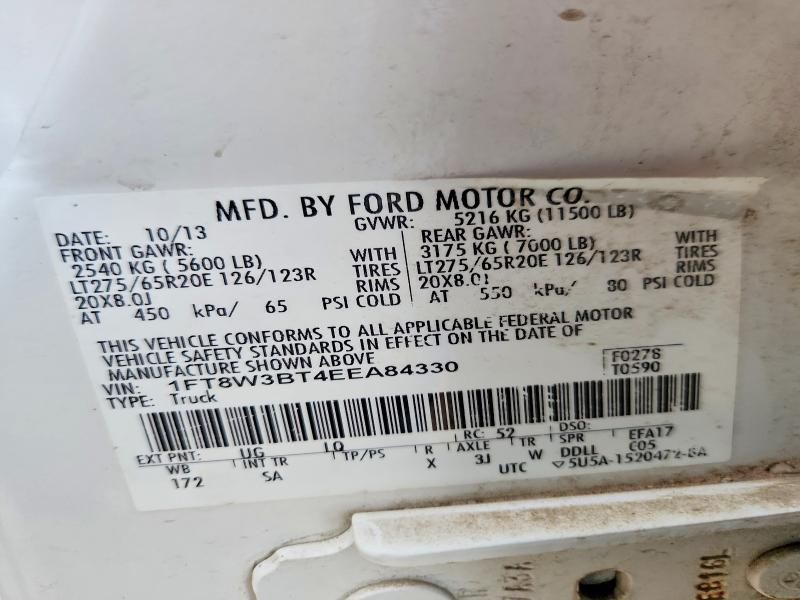 MFD. BY FORD MOTOR CO.
DATE: 10/13 GVWR: 5216 KG (11500 LB)
FRONT GAWR: REAR GAWR:
2540 KG ( 5600 LB) WITH 3175 KG ( 7000 LB) WITH
LT275/65R20E 126/123R TIRES LT275/65R20E 126/123R TIRES
20X8.0J RIMS 20X8.0J RIMS
AT 450 kPa/ 65 PSI COLD AT 550 kPa/ 80 PSI COLD
THIS VEHICLE CONFORMS TO ALL APPLICABLE FEDERAL MOTOR
VEHICLE SAFETY STANDARDS IN EFFECT ON THE DATE OF
MANUFACTURE SHOWN ABOVE
VIN: 1FT8W3BT4EEA84330 F0278
TYPE: Truck T0590
EXT PNT: UG LQ RC: 52 DSO:
WB INT TR TP/PS R AXLE TR SPR EFA17
172 SA X 3J W DDLL C05
UTC ▽5U5A-1520472-BA